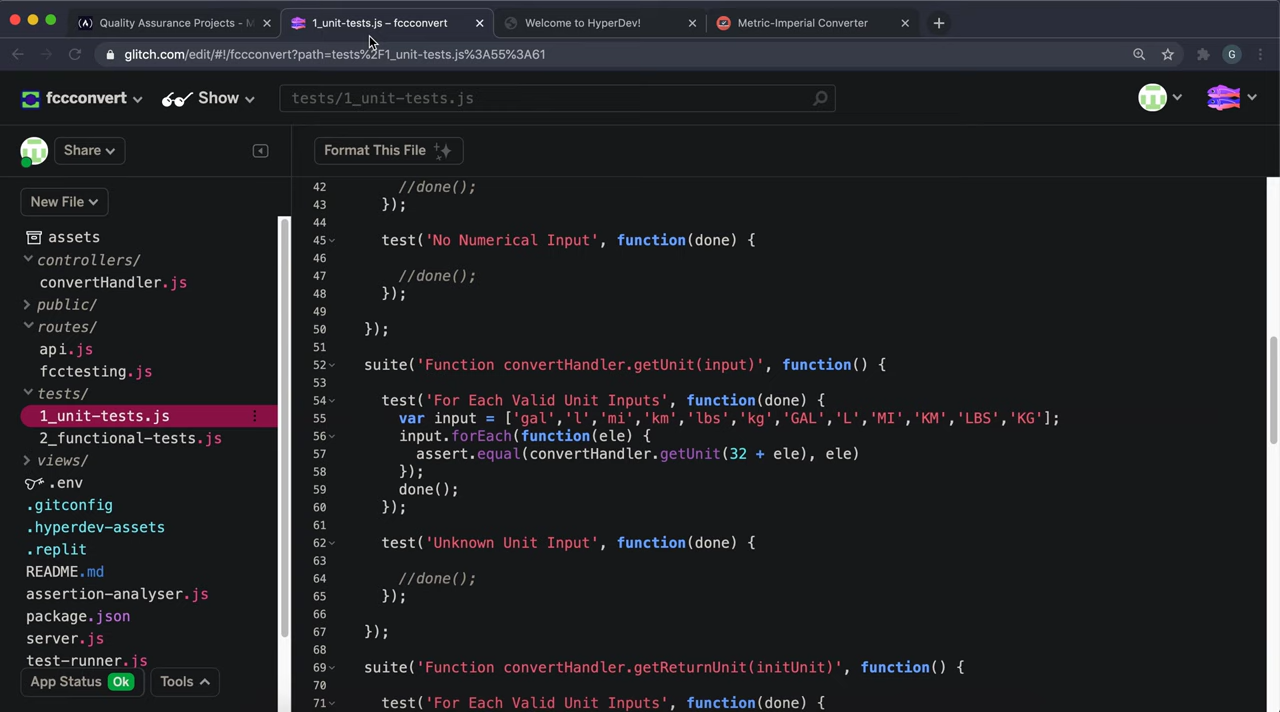 Quality Assurance Projects - M
1_unit-tests.js – fccconvert
Welcome to HyperDev!
Metric-Imperial Converter
glitch.com/edit/#!/fccconvert?path=tests%2F1_unit-tests.js%3A55%3A61
G
fccconvert
Show
tests/1_unit-tests.js
Share
Format This File
New File
assets
controllers/
convertHandler.js
public/
routes/
api.js
fcctesting.js
tests/
1_unit-tests.js
2_functional-tests.js
views/
.env
.gitconfig
.hyperdev-assets
.replit
README.md
assertion-analyser.js
package.json
server.js
test-runner.js
App Status Ok
Tools
42 //done();
43 });
44
45 test('No Numerical Input', function(done) {
46
47 //done();
48 });
49
50 });
51
52 suite('Function convertHandler.getUnit(input)', function() {
53
54 test('For Each Valid Unit Inputs', function(done) {
55 var input = ['gal','l','mi','km','lbs','kg','GAL','L','MI','KM','LBS','KG'];
56 input.forEach(function(ele) {
57 assert.equal(convertHandler.getUnit(32 + ele), ele)
58 });
59 done();
60 });
61
62 test('Unknown Unit Input', function(done) {
63
64 //done();
65 });
66
67 });
68
69 suite('Function convertHandler.getReturnUnit(initUnit)', function() {
70
71 test('For Each Valid Unit Inputs', function(done) {